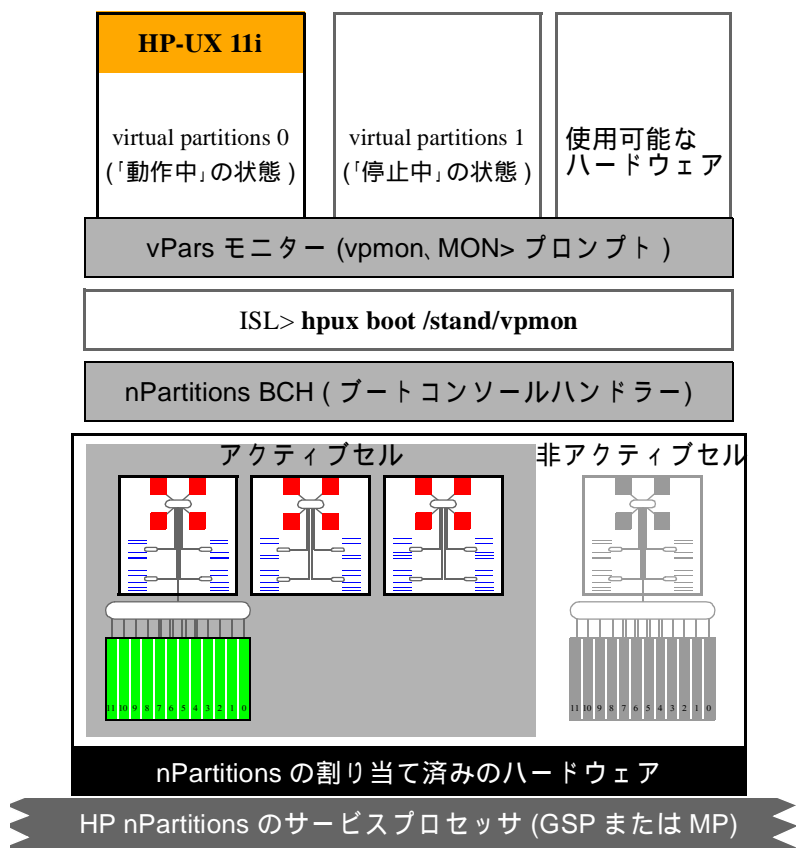 HP-UX 11i
virtual partitions 0
(「動作中」の状態 )
virtual partitions 1
(「停止中」の状態 )
使用可能な
ハードウェア
vPars モニター (vpmon、MON> プロンプト )
ISL> hpux boot /stand/vpmon
nPartitions BCH ( ブートコンソールハンドラー)
アクティブセル
非アクティブセル
11 10 9 8 7 6 5 4 3 2 1 0
11 10 9 8 7 6 5 4 3 2 1 0
nPartitions の割り当て済みのハードウェア
HP nPartitions のサービスプロセッサ (GSP または MP)